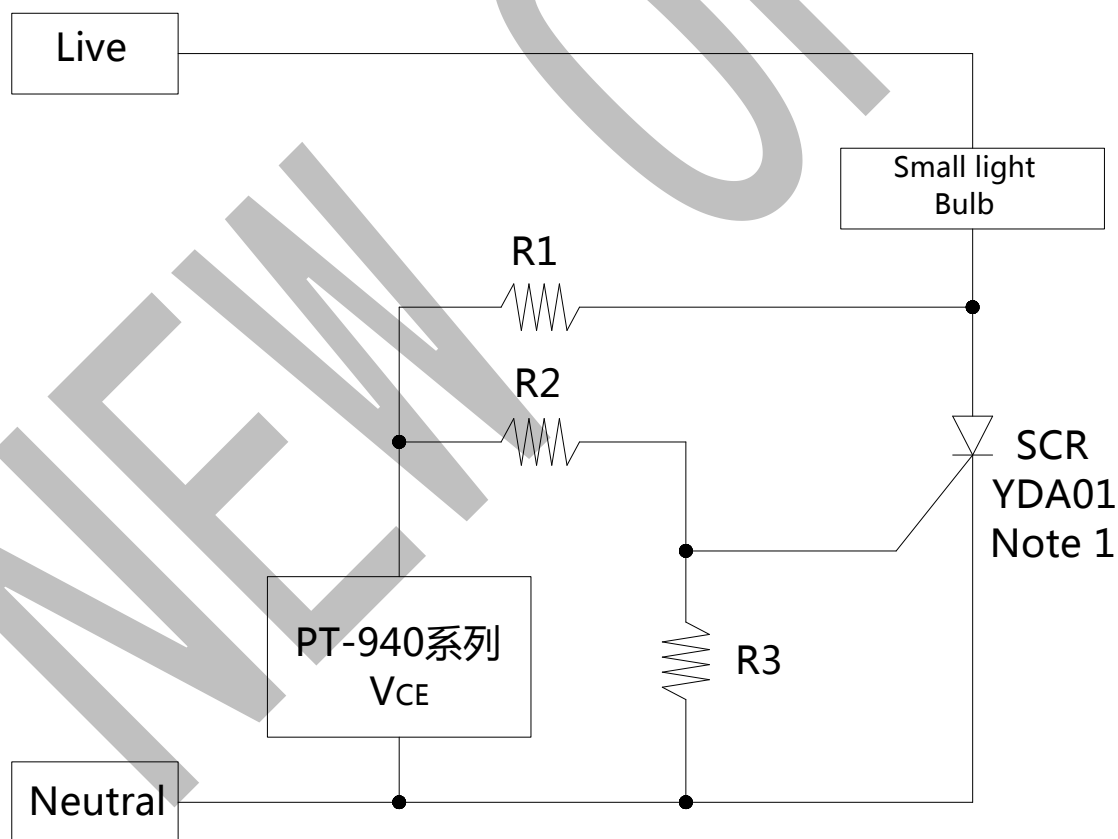 Live
Small light
Bulb
R1
R2
SCR
YDA01
Note 1
PT-940系列
VCE
R3
Neutral
NEW